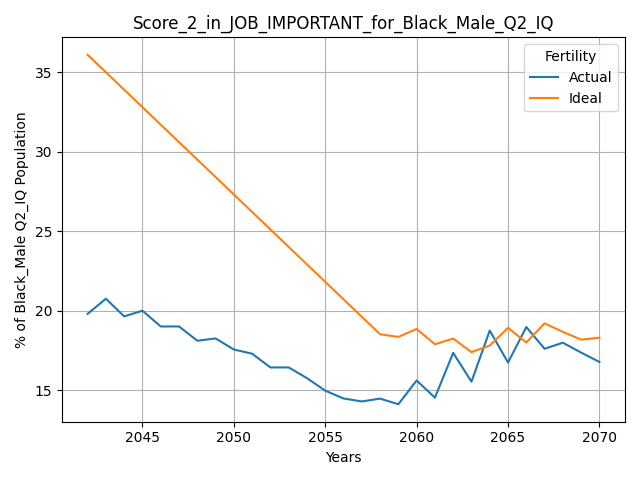 Score_2_in_JOB_IMPORTANT_for_Black_Male_Q2_IQ
Fertility
Actual
Ideal
% of Black_Male Q2_IQ Population
35
30
25
20
15
2045
2050
2055
2060
2065
2070
Years